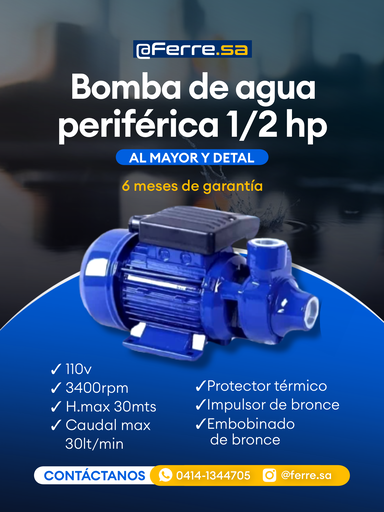 @Ferre.sa
Bomba de agua
periférica 1/2 hp
AL MAYOR Y DETAL
6 meses de garantía
✓ 110v
✓ 3400rpm
✓ H.max 30mts
✓ Caudal max
30lt/min
✓Protector térmico
✓Impulsor de bronce
✓Embobinado
de bronce
CONTÁCTANOS 0414-1344705 @ferre.sa